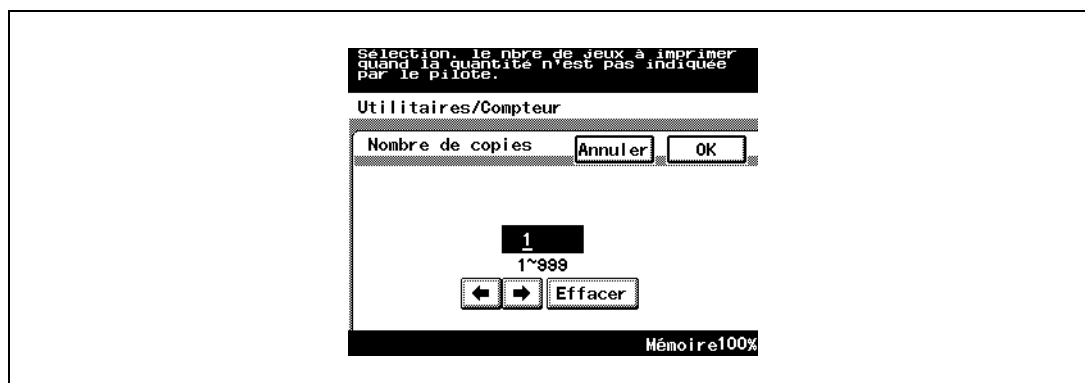 Sélection. le nbre de jeux à imprimer
quand la quantité n'est pas indiquée
par le pilote.
Utilitaires/Compteur
Nombre de copies
Annuler
OK
1
1~999
← → Effacer
Mémoire100%